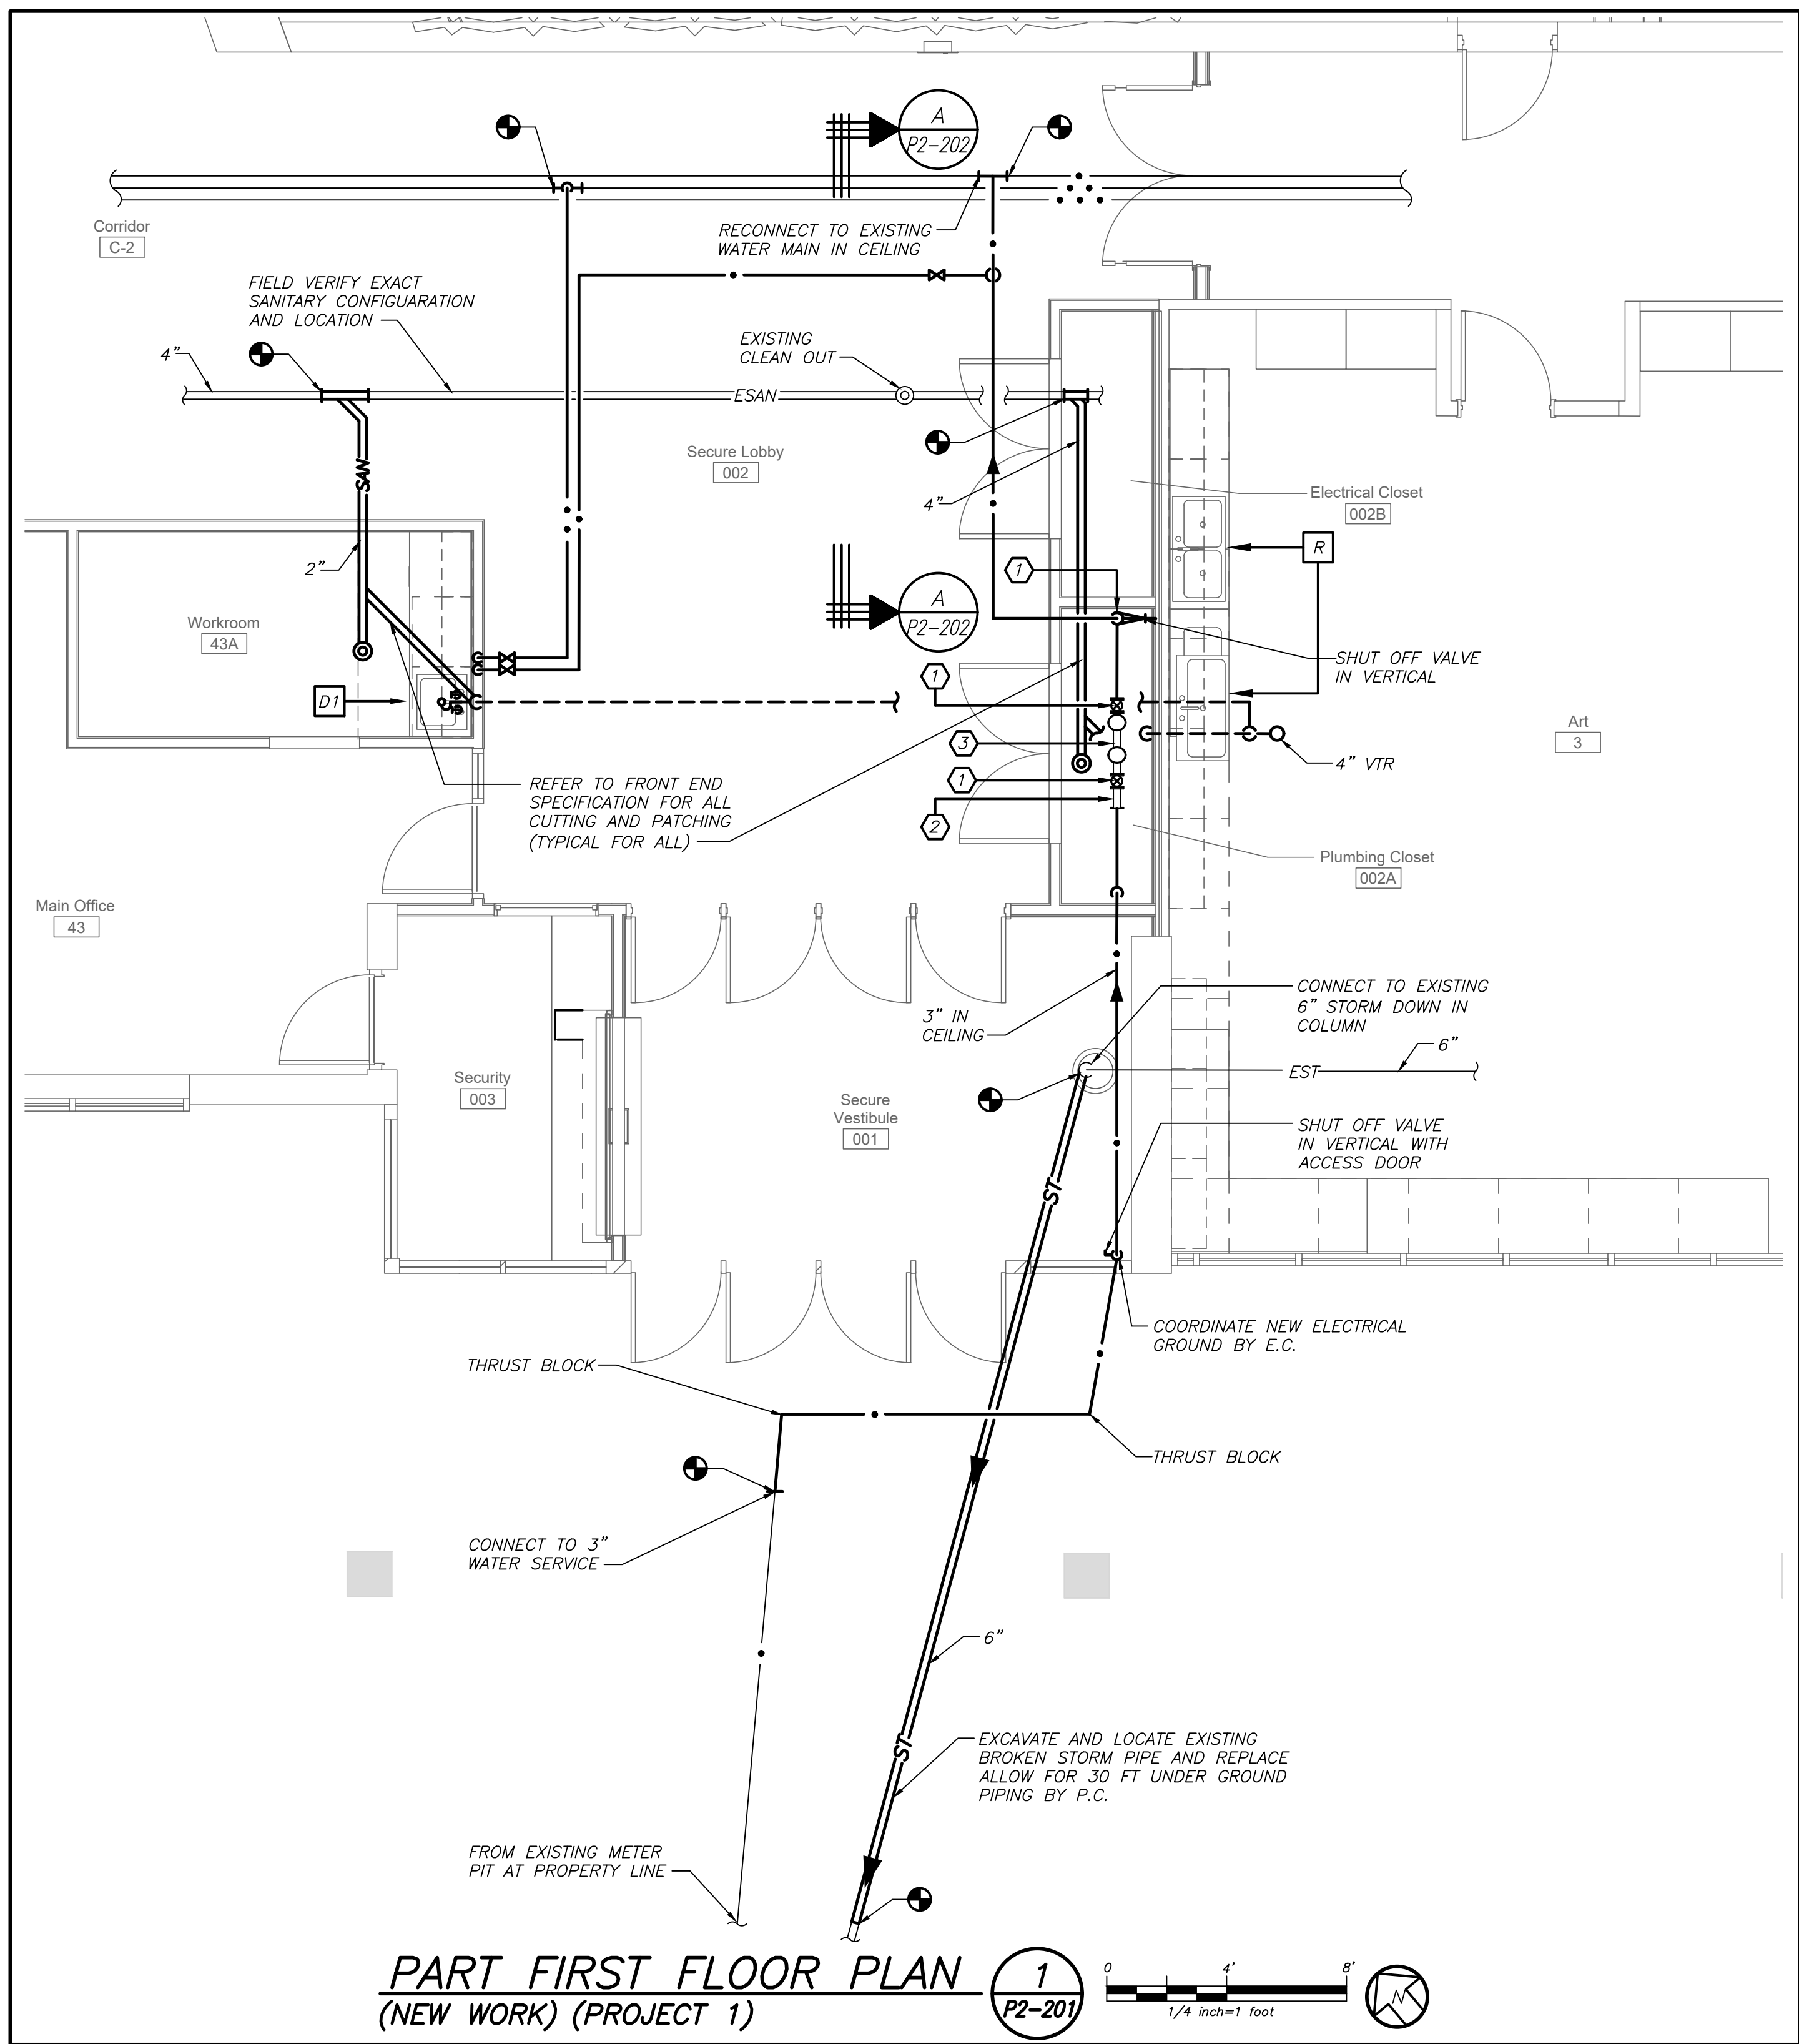 A
P2-202
Corridor
C-2
RECONNECT TO EXISTING
WATER MAIN IN CEILING
FIELD VERIFY EXACT
SANITARY CONFIGUARATION
AND LOCATION
4”
EXISTING
CLEAN OUT
ESAN
SAN
Secure Lobby
002
4”
Electrical Closet
002B
R
2”
1
A
P2-202
Workroom
43A
SHUT OFF VALVE
IN VERTICAL
1
D1
Art
3
3
4” VTR
1
REFER TO FRONT END
SPECIFICATION FOR ALL
CUTTING AND PATCHING
(TYPICAL FOR ALL)
2
Plumbing Closet
002A
Main Office
43
3” IN
CEILING
CONNECT TO EXISTING
6” STORM DOWN IN
COLUMN
6”
EST
Security
003
Secure
Vestibule
001
SHUT OFF VALVE
IN VERTICAL WITH
ACCESS DOOR
ST
COORDINATE NEW ELECTRICAL
GROUND BY E.C.
THRUST BLOCK
THRUST BLOCK
CONNECT TO 3”
WATER SERVICE
6”
ST
EXCAVATE AND LOCATE EXISTING
BROKEN STORM PIPE AND REPLACE
ALLOW FOR 30 FT UNDER GROUND
PIPING BY P.C.
FROM EXISTING METER
PIT AT PROPERTY LINE
PART FIRST FLOOR PLAN
(NEW WORK) (PROJECT 1)
1
P2-201
0 4' 8'
1/4 inch=1 foot
N